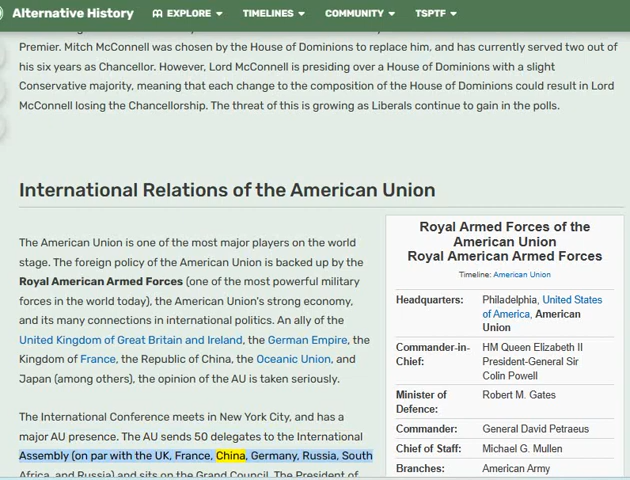 Alternative History EXPLORE TIMELINES COMMUNITY TSPTF
Premier. Mitch McConnell was chosen by the House of Dominions to replace him, and has currently served two out of
his six years as Chancellor. However, Lord McConnell is presiding over a House of Dominions with a slight
Conservative majority, meaning that each change to the composition of the House of Dominions could result in Lord
McConnell losing the Chancellorship. The threat of this is growing as Liberals continue to gain in the polls.
International Relations of the American Union
The American Union is one of the most major players on the world
stage. The foreign policy of the American Union is backed up by the
Royal American Armed Forces (one of the most powerful military
forces in the world today), the American Union's strong economy,
and its many connections in international politics. An ally of the
United Kingdom of Great Britain and Ireland, the German Empire, the
Kingdom of France, the Republic of China, the Oceanic Union, and
Japan (among others), the opinion of the AU is taken seriously.
The International Conference meets in New York City, and has a
major AU presence. The AU sends 50 delegates to the International
Assembly (on par with the UK, France, China, Germany, Russia, South
Africa, and Russia) and sits on the Grand Council. The President of
Royal Armed Forces of the
American Union
Royal American Armed Forces
Timeline: American Union
Headquarters: Philadelphia, United States
of America, American
Union
Commander-in- HM Queen Elizabeth II
Chief: President-General Sir
Colin Powell
Minister of Robert M. Gates
Defence:
Commander: General David Petraeus
Chief of Staff: Michael G. Mullen
Branches: American Army